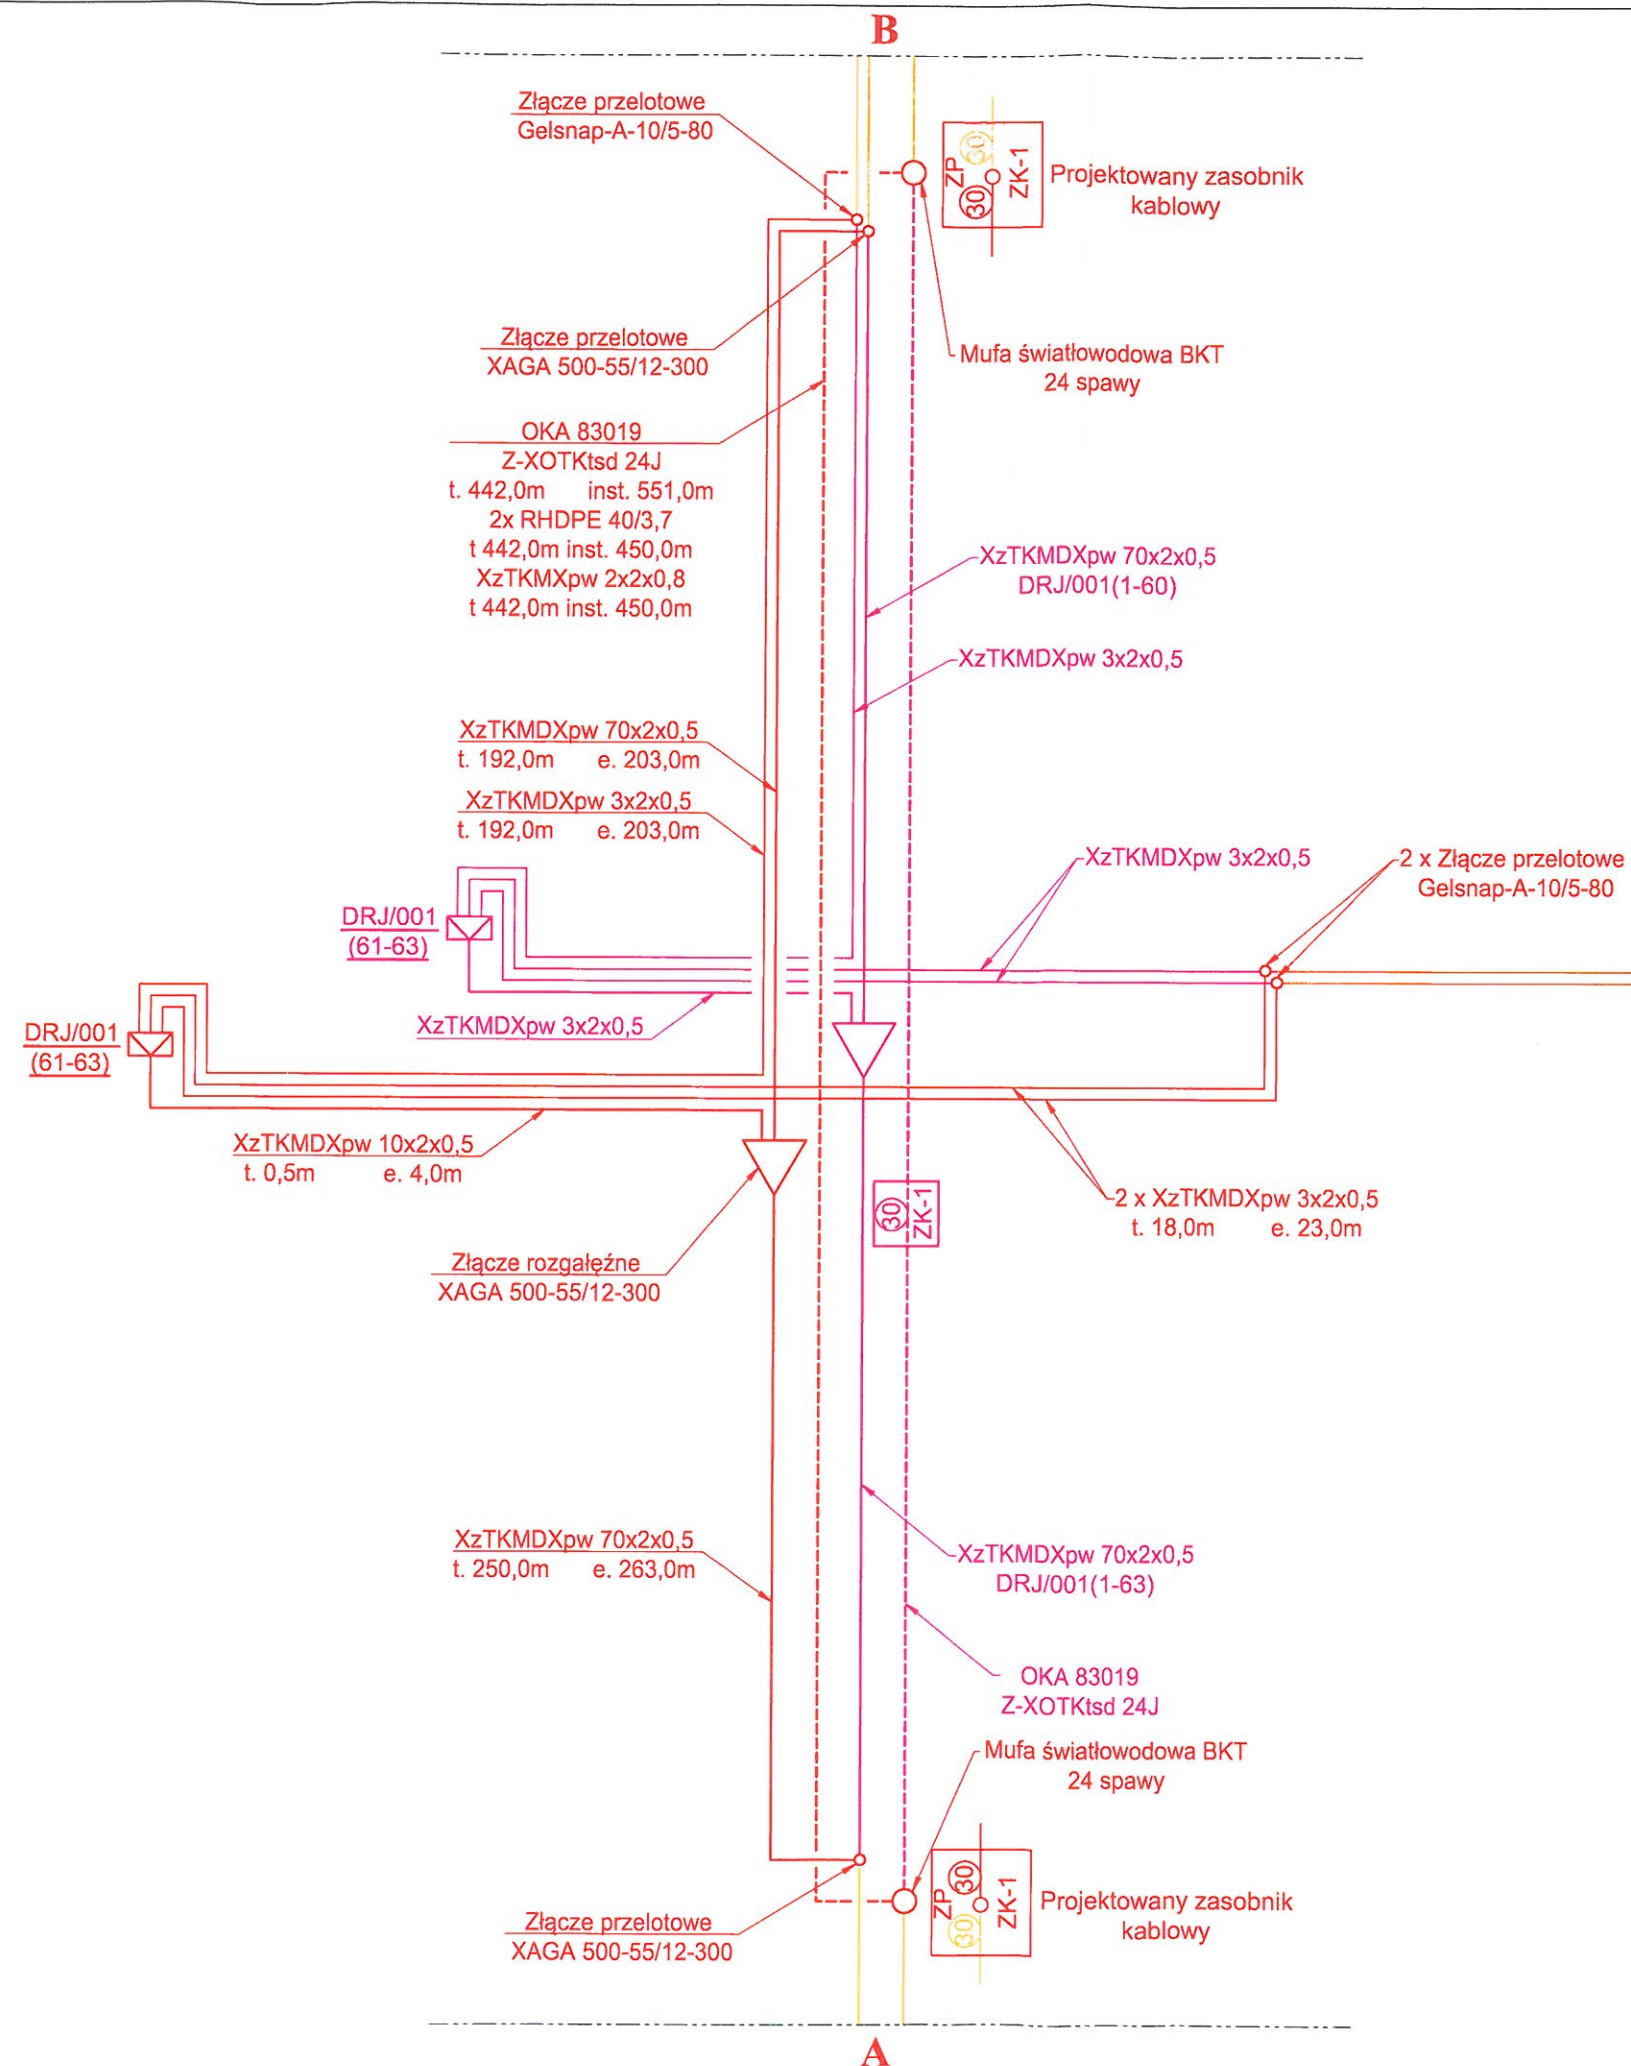 B
Złącze przelotowe
Gelsnap-A-10/5-80
ZP
30
30
ZK-1
Projektowany zasobnik
kablowy
Złącze przelotowe
XAGA 500-55/12-300
Mufa światłowodowa BKT
24 spawy
OKA 83019
Z-XOTKtsd 24J
t. 442,0m inst. 551,0m
2x RHDPE 40/3,7
t 442,0m inst. 450,0m
XzTKMXpw 2x2x0,8
t 442,0m inst. 450,0m
XzTKMDXpw 70x2x0,5
DRJ/001(1-60)
XzTKMDXpw 3x2x0,5
XzTKMDXpw 70x2x0,5
t. 192,0m e. 203,0m
XzTKMDXpw 3x2x0,5
t. 192,0m e. 203,0m
XzTKMDXpw 3x2x0,5
2 x Złącze przelotowe
Gelsnap-A-10/5-80
DRJ/001
(61-63)
XzTKMDXpw 3x2x0,5
DRJ/001
(61-63)
XzTKMDXpw 10x2x0,5
t. 0,5m e. 4,0m
30
ZK-1
2 x XzTKMDXpw 3x2x0,5
t. 18,0m e. 23,0m
Złącze rozgałęźne
XAGA 500-55/12-300
XzTKMDXpw 70x2x0,5
t. 250,0m e. 263,0m
XzTKMDXpw 70x2x0,5
DRJ/001(1-63)
OKA 83019
Z-XOTKtsd 24J
Mufa światłowodowa BKT
24 spawy
ZP
30
30
ZK-1
Projektowany zasobnik
kablowy
Złącze przelotowe
XAGA 500-55/12-300
A